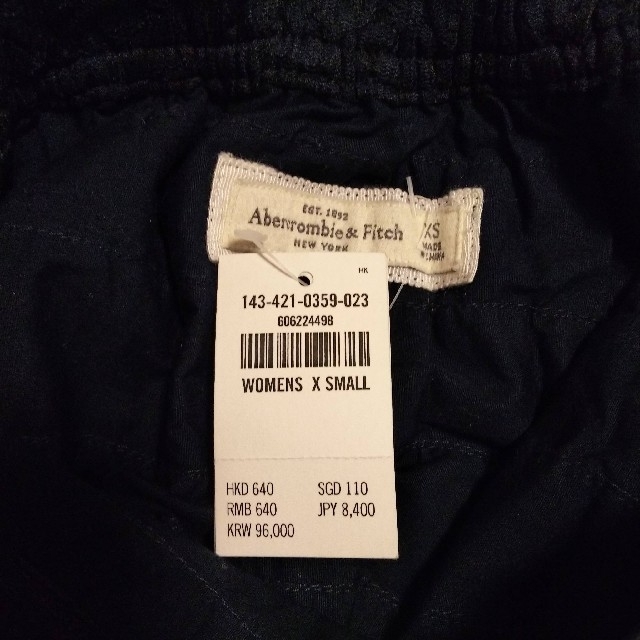 EST. 1892
Abercrombie & Fitch
NEW YORK
XS
MADE
IN CHINA
HK
143-421-0359-023
606224498
WOMENS X SMALL
HKD 640 SGD 110
RMB 640 JPY 8,400
KRW 96,000